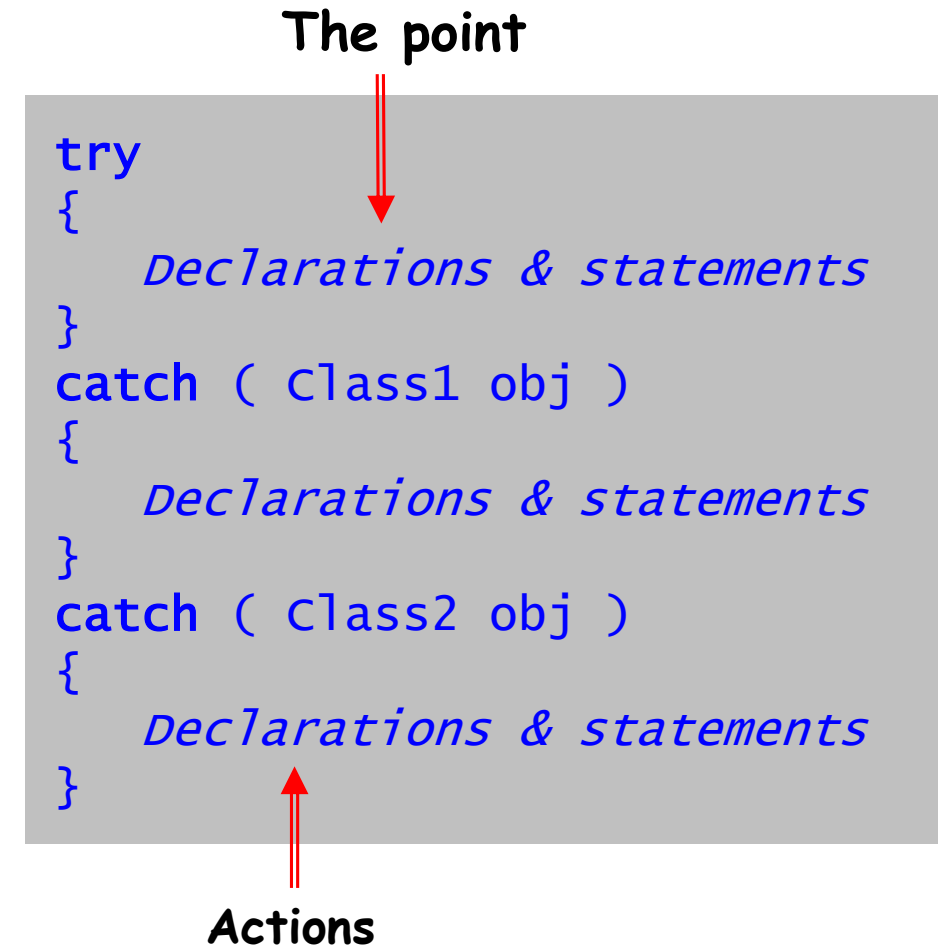 The point
try
{
Declarations & statements
}
catch ( Class1 obj )
{
Declarations & statements
}
catch ( Class2 obj )
{
Declarations & statements
}
Actions